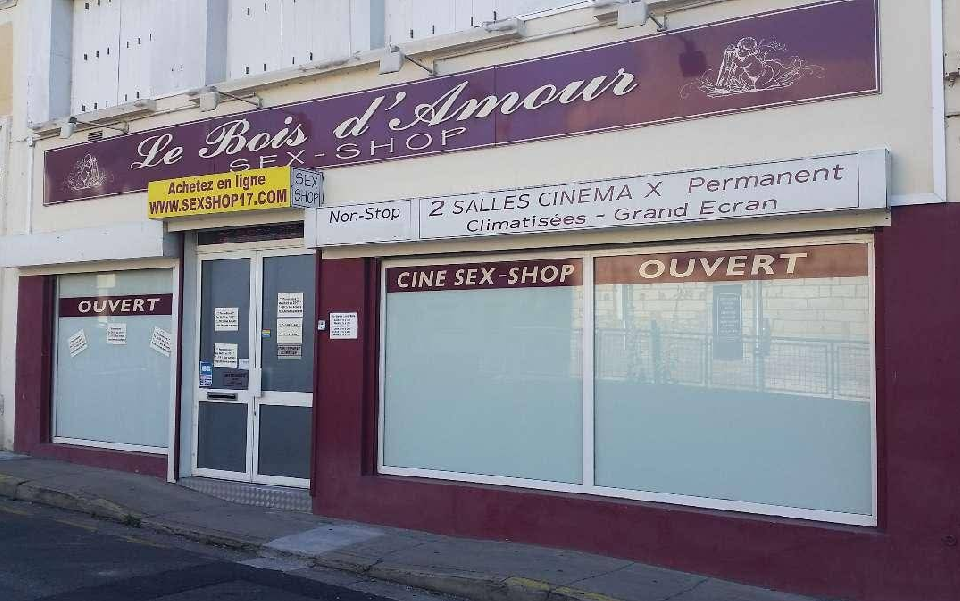 Le Bois d'Amour
SEX-SHOP
Achetez en ligne
WWW.SEXSHOP17.COM
SEX
SHOP
Non-Stop
2 SALLES CINEMA X Permanent
Climatisées - Grand Ecran
OUVERT
CINE SEX-SHOP
OUVERT